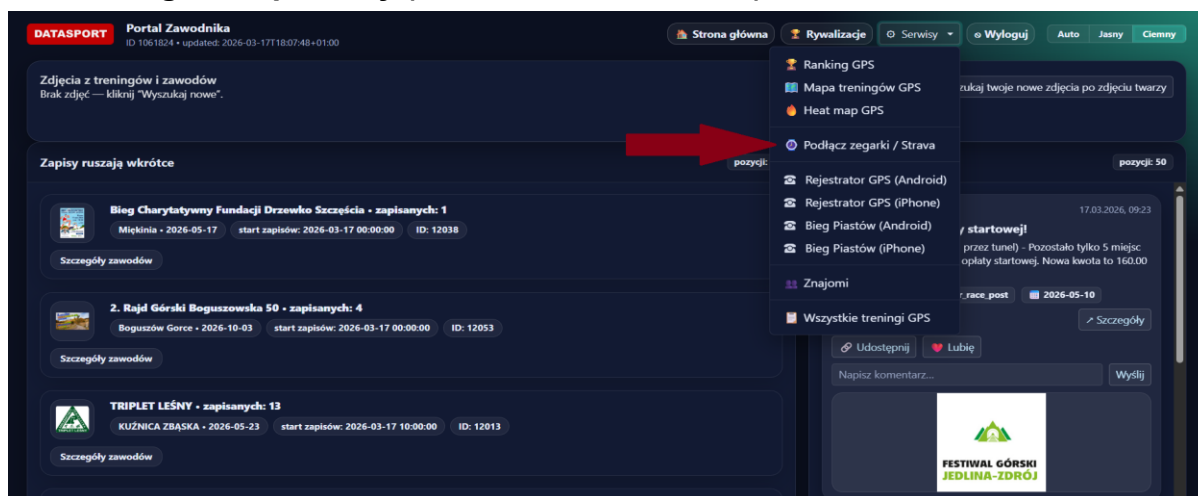 DATASPORT
Portal Zawodnika
ID 1061824 • updated: 2026-03-17T18:07:48+01:00
Strona główna
Rywalizacje
Serwisy
Wyloguj
Auto
Jasny
Ciemny
Zdjęcia z treningów i zawodów
Brak zdjęć — kliknij "Wyszukaj nowe".
zukaj twoje nowe zdjęcia po zdjęciu twarzy
Ranking GPS
Mapa treningów GPS
Heat map GPS
Podłącz zegarki / Strava
Rejestrator GPS (Android)
Rejestrator GPS (iPhone)
Bieg Piastów (Android)
Bieg Piastów (iPhone)
Znajomi
Wszystkie treningi GPS
Zapisy ruszają wkrótce
pozycji:
Bieg Charytatywny Fundacji Drzewko Szczęścia • zapisanych: 1
Miękinia • 2026-05-17
start zapisów: 2026-03-17 00:00:00
ID: 12038
Szczegóły zawodów
2. Rajd Górski Boguszowska 50 • zapisanych: 4
Boguszów Gorce • 2026-10-03
start zapisów: 2026-03-17 00:00:00
ID: 12053
Szczegóły zawodów
TRIPLET LEŚNY • zapisanych: 13
KUŹNICA ZBĄSKA • 2026-05-23
start zapisów: 2026-03-17 10:00:00
ID: 12013
Szczegóły zawodów
pozycji: 50
17.03.2026, 09:23
y startowej!
przez tunel) - Pozostało tylko 5 miejsc
opłaty startowej. Nowa kwota to 160.00
r_race_post
2026-05-10
Szczegóły
Udostępnij
Lubię
Napisz komentarz...
Wyślij
FESTIWAL GÓRSKI
JEDLINA-ZDRÓJ